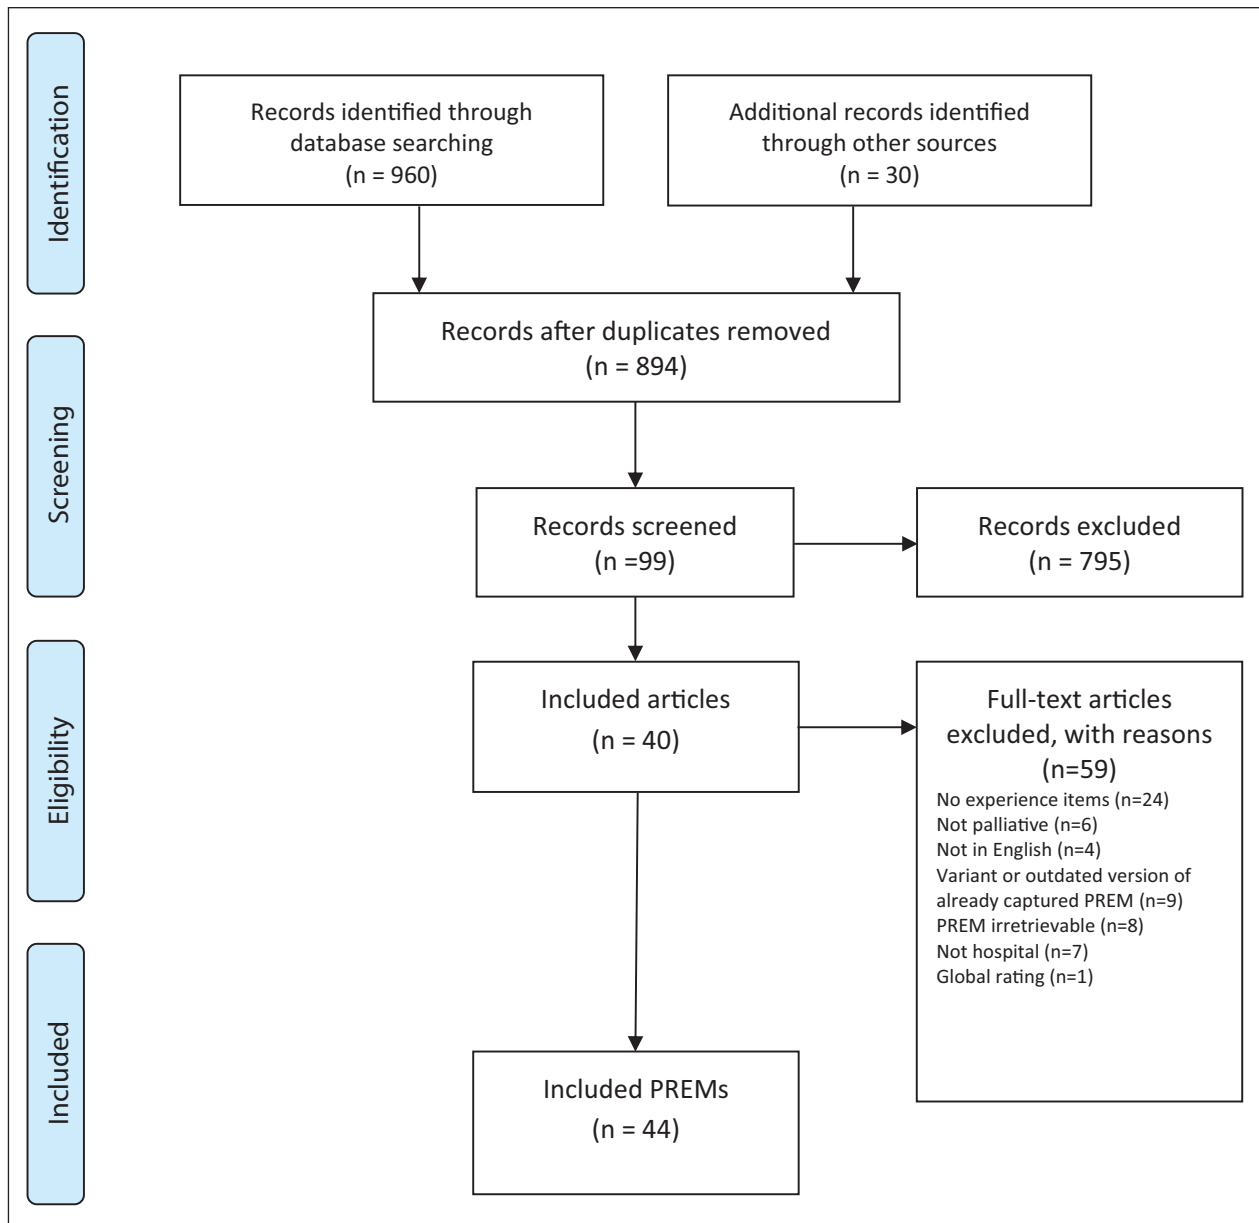 Identification
Records identified through
database searching
(n = 960)
Additional records identified
through other sources
(n = 30)
Records after duplicates removed
(n = 894)
Screening
Records screened
(n =99)
Records excluded
(n = 795)
Eligibility
Included articles
(n = 40)
Full-text articles
excluded, with reasons
(n=59)
No experience items (n=24)
Not palliative (n=6)
Not in English (n=4)
Variant or outdated version of
already captured PREM (n=9)
PREM irretrievable (n=8)
Not hospital (n=7)
Global rating (n=1)
Included
Included PREMs
(n = 44)